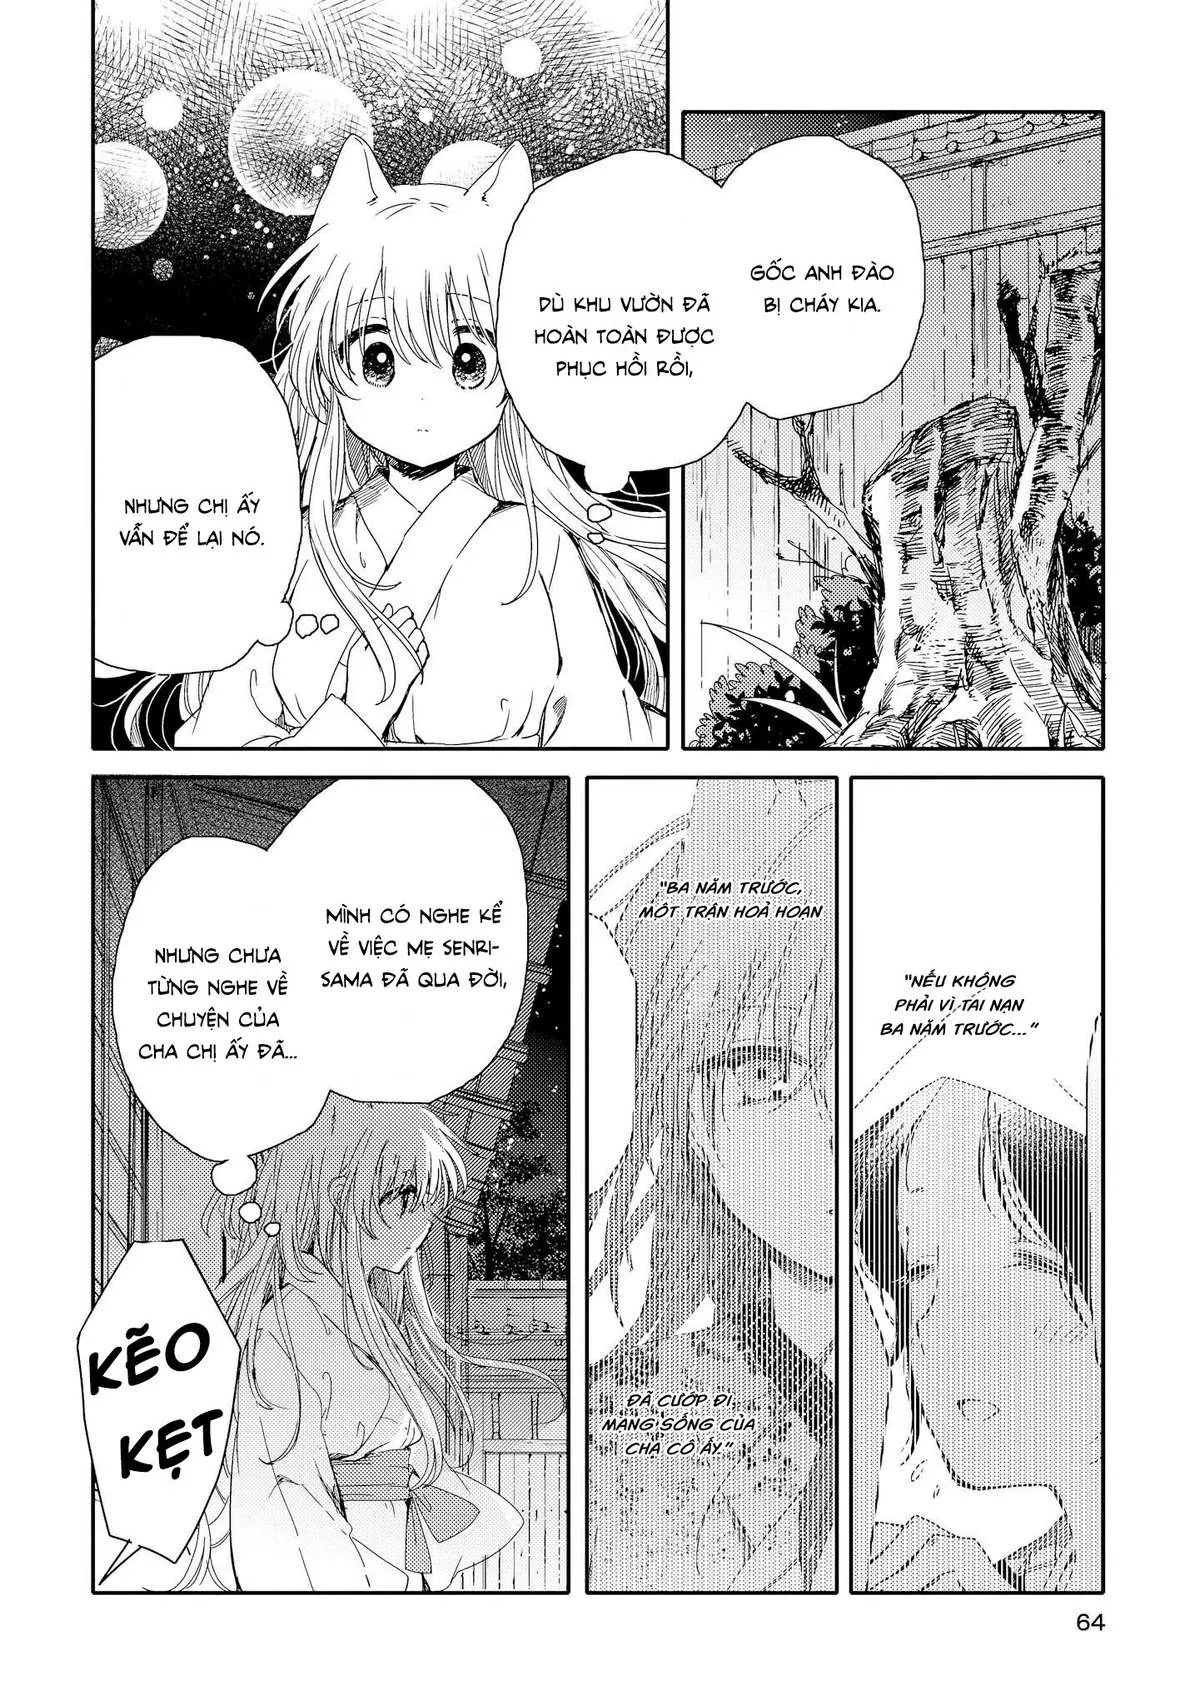 GỐC ANH ĐÀO
BỊ CHÁY KIA.
DÙ KHU VƯỜN ĐÃ
HOÀN TOÀN ĐƯỢC
PHỤC HỒI RỒI,
NHƯNG CHỊ ẤY
VẪN ĐỂ LẠI NÓ.
"NẾU KHÔNG
PHẢI VÌ TAI NẠN
BA NĂM TRƯỚC..."
"BA NĂM TRƯỚC,
MỘT TRẬN HOẢ HOẠN
ĐÃ CƯỚP ĐI
MẠNG SỐNG CỦA
CHA CÔ ẤY."
MÌNH CÓ NGHE KỂ
VỀ VIỆC MẸ SENRI-
SAMA ĐÃ QUA ĐỜI,
NHƯNG CHƯA
TỪNG NGHE VỀ
CHUYỆN CỦA
CHA CHỊ ẤY ĐÃ...
KẼO
KẸT
64